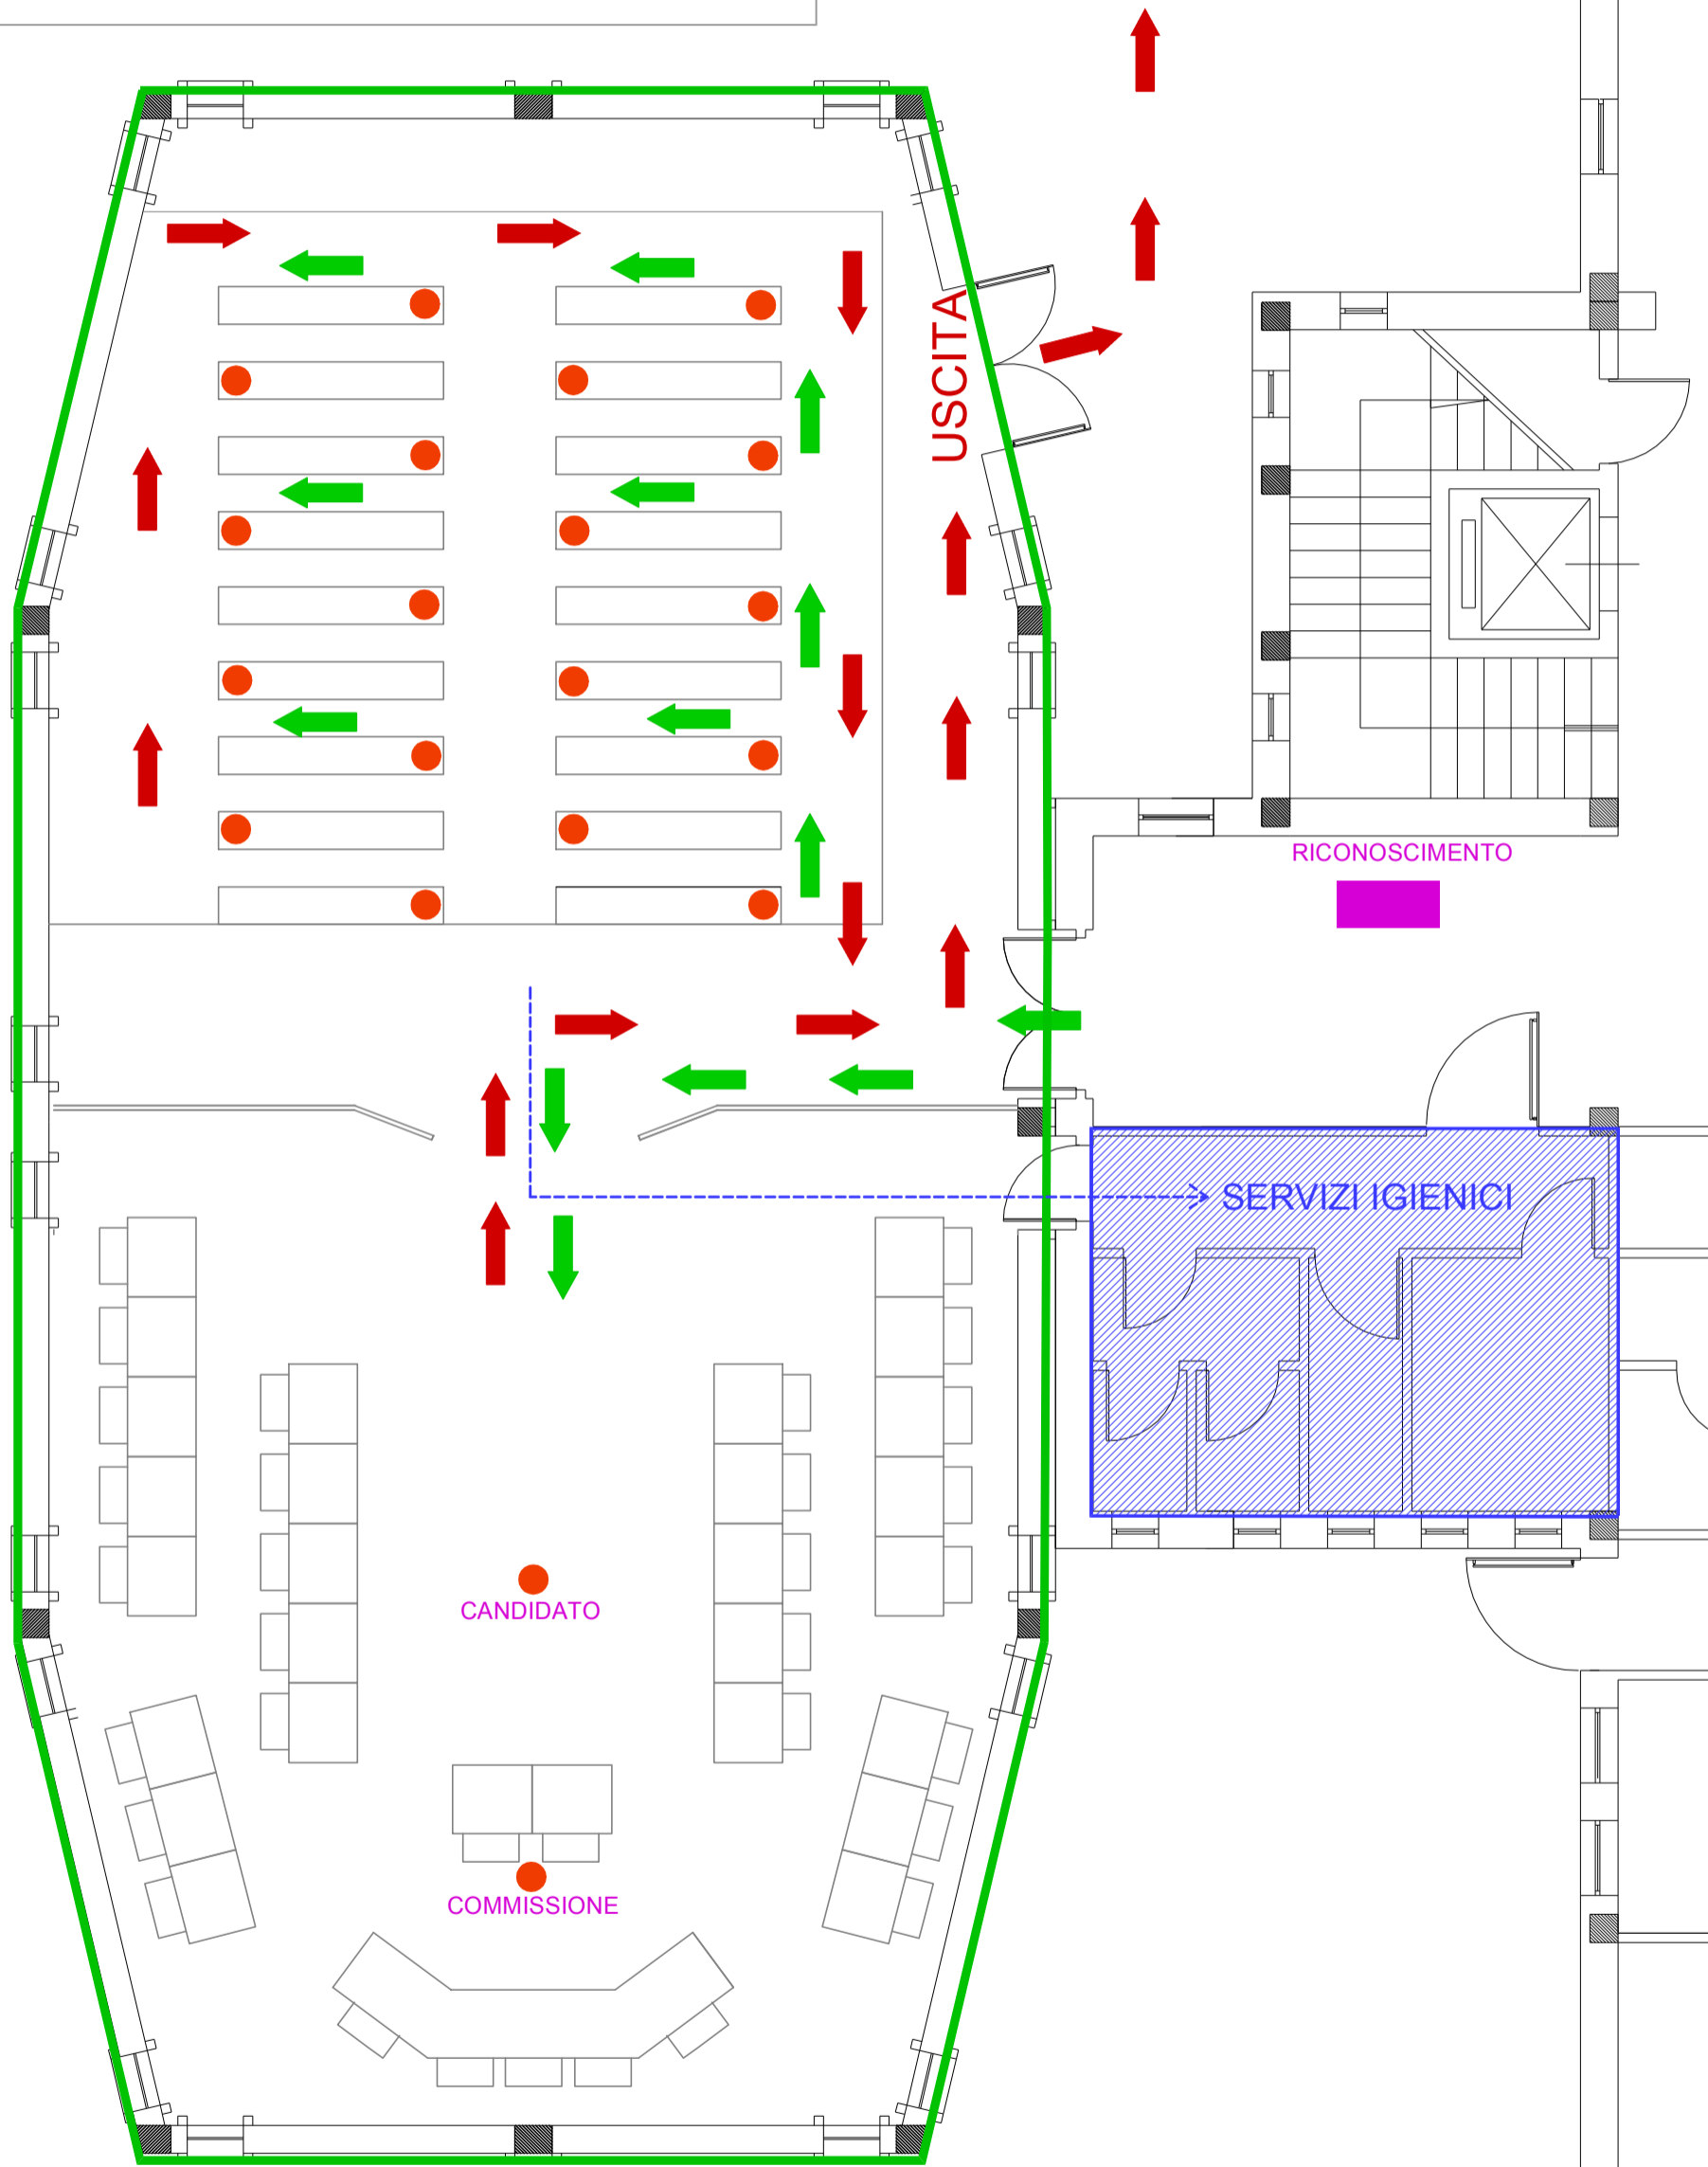 USCITA
RICONOSCIMENTO
SERVIZI IGIENICI
CANDIDATO
COMMISSIONE